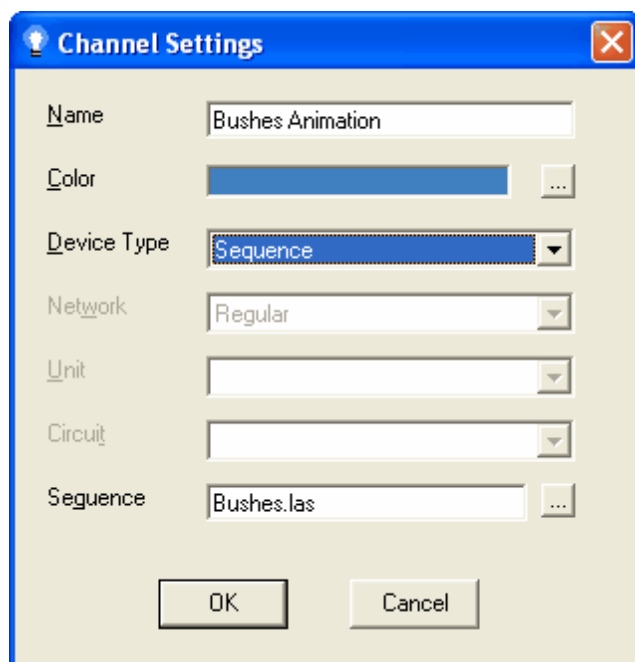 Channel Settings
Name
Bushes Animation
Color
...
Device Type
Sequence
Network
Regular
Unit
Circuit
Sequence
Bushes.las
...
OK
Cancel